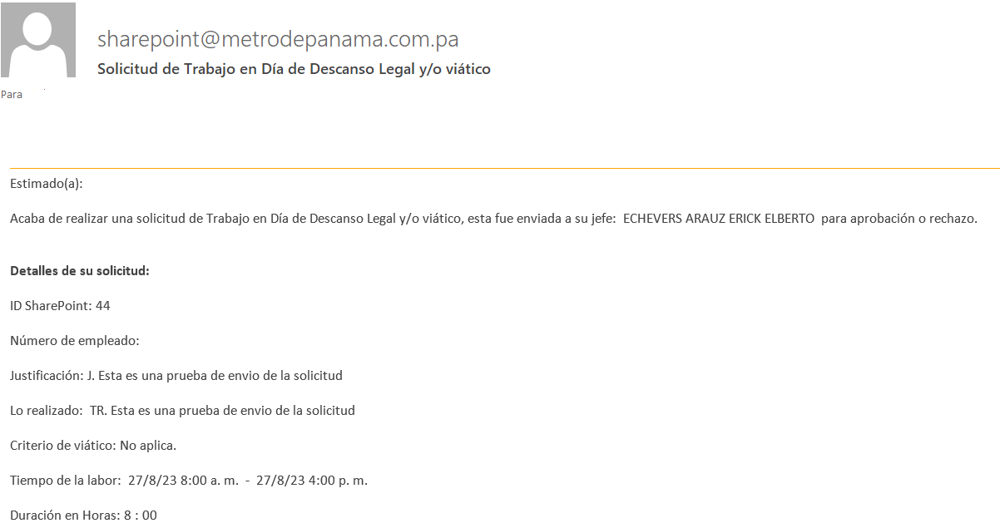 sharepoint@metrodepanama.com.pa
Solicitud de Trabajo en Día de Descanso Legal y/o viático
Para
Estimado(a):
Acaba de realizar una solicitud de Trabajo en Día de Descanso Legal y/o viático, esta fue enviada a su jefe:  ECHEVERS ARAUZ ERICK ELBERTO  para aprobación o rechazo.
Detalles de su solicitud:
ID SharePoint: 44
Número de empleado:
Justificación: J. Esta es una prueba de envio de la solicitud
Lo realizado:  TR. Esta es una prueba de envio de la solicitud
Criterio de viático: No aplica.
Tiempo de la labor:  27/8/23 8:00 a. m.  -  27/8/23 4:00 p. m.
Duración en Horas: 8 : 00